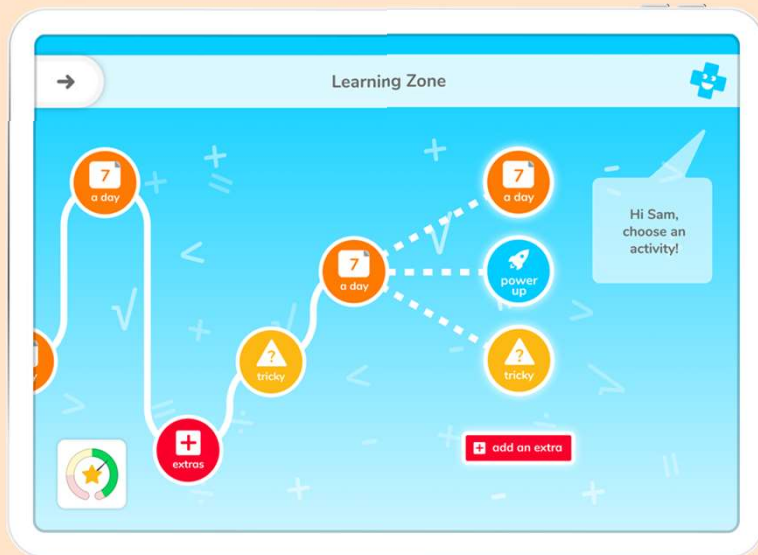 Learning Zone
7
a day
7
a day
?
tricky
extras
7
a day
power
up
?
tricky
Hi Sam,
choose an
activity!
add an extra